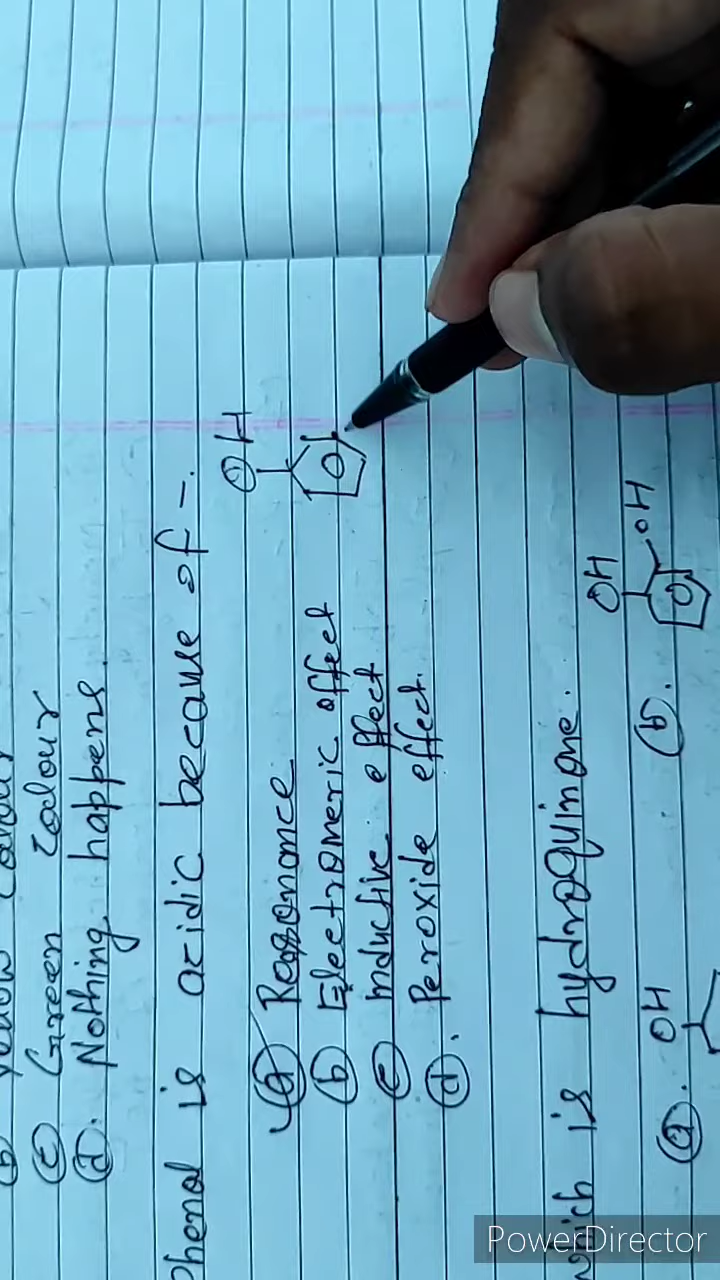 (c) Green Colour
(d). Nothing happens.
Phenol is acidic because of -.
OH
(a) Resonance
(b) Electromeric effect
(c) inductive effect
(d). Peroxide effect.
which is hydroquinone.
(a). OH
(b). OH
OH
PowerDirector